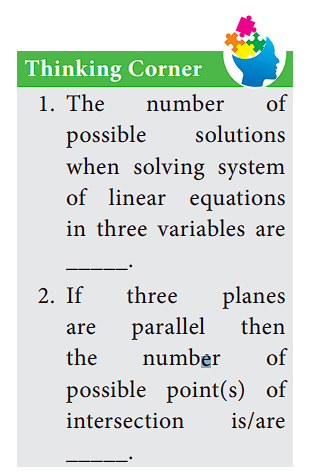 Thinking Corner
1. The number of
possible solutions
when solving system
of linear equations
in three variables are
_____.
2. If three planes
are parallel then
the number of
possible point(s) of
intersection is/are
_____.